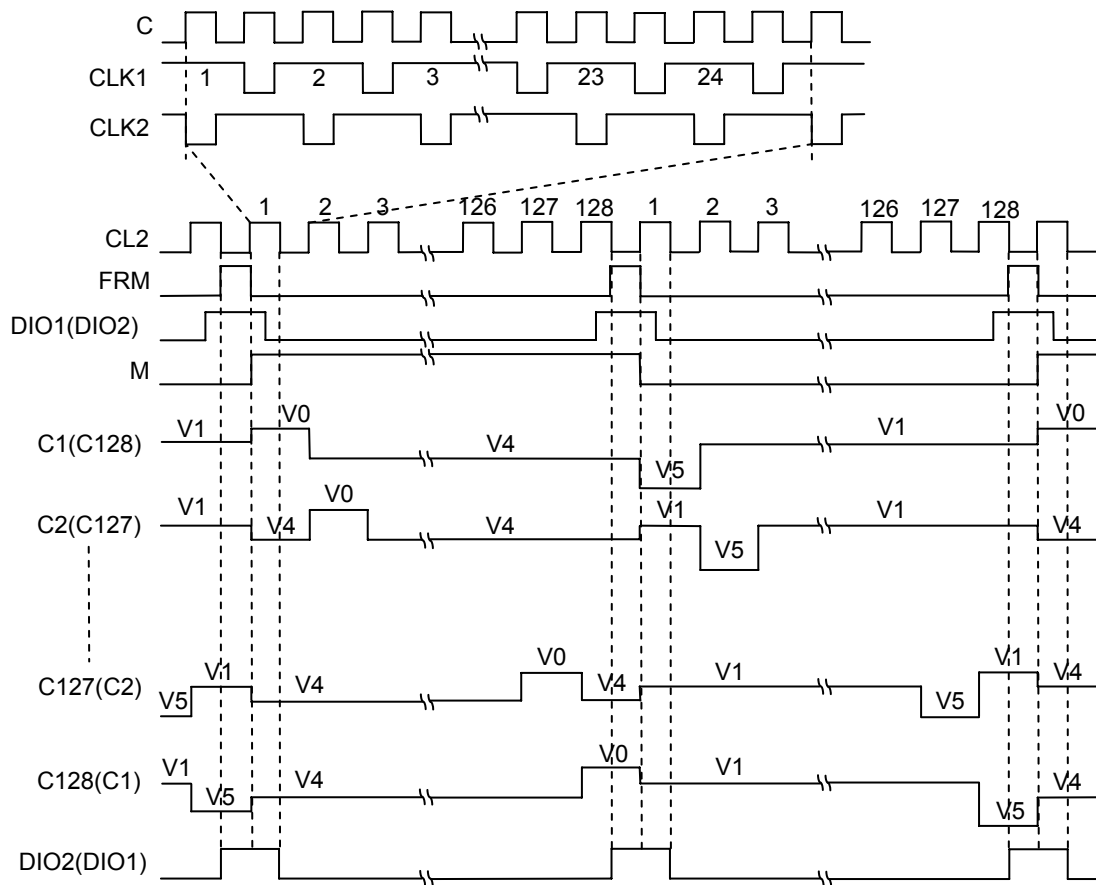 C
CLK1 1 2 3 23 24
CLK2
1 2 3 126 127 128 1 2 3 126 127 128
CL2
FRM
DIO1(DIO2)
M
V1 V0 V4 V5 V1 V0
C1(C128)
V1 V4 V0 V4 V1 V5 V1 V4
C2(C127)
V5 V1 V4 V0 V4 V1 V5 V1 V4
C127(C2)
V1 V5 V4 V0 V1 V5 V4
C128(C1)
DIO2(DIO1)